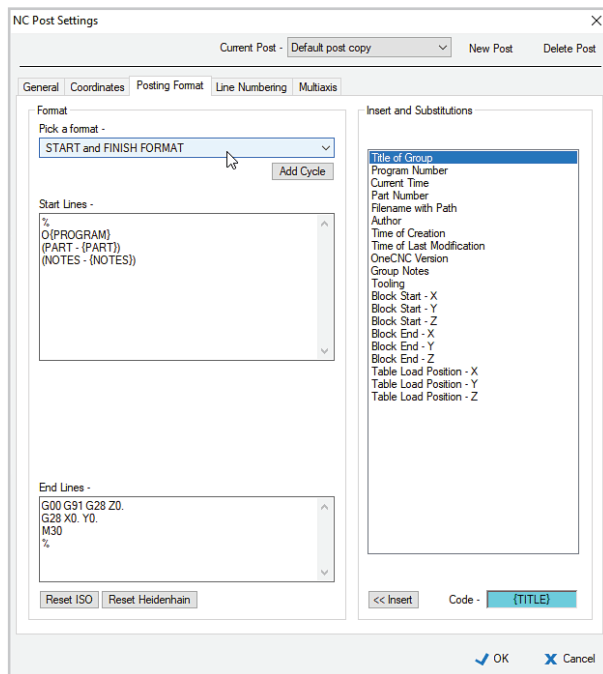 NC Post Settings
Current Post - Default post copy New Post Delete Post
General Coordinates Posting Format Line Numbering Multiaxis
Format
Pick a format -
START and FINISH FORMAT
Add Cycle
Start Lines -
%
O{PROGRAM}
(PART - {PART})
(NOTES - {NOTES})
End Lines -
G00 G91 G28 Z0.
G28 X0. Y0.
M30
%
Reset ISO Reset Heidenhain
Insert and Substitutions
Title of Group
Program Number
Current Time
Part Number
Filename with Path
Author
Time of Creation
Time of Last Modification
OneCNC Version
Group Notes
Tooling
Block Start - X
Block Start - Y
Block Start - Z
Block End - X
Block End - Y
Block End - Z
Table Load Position - X
Table Load Position - Y
Table Load Position - Z
<< Insert Code - {TITLE}
OK Cancel